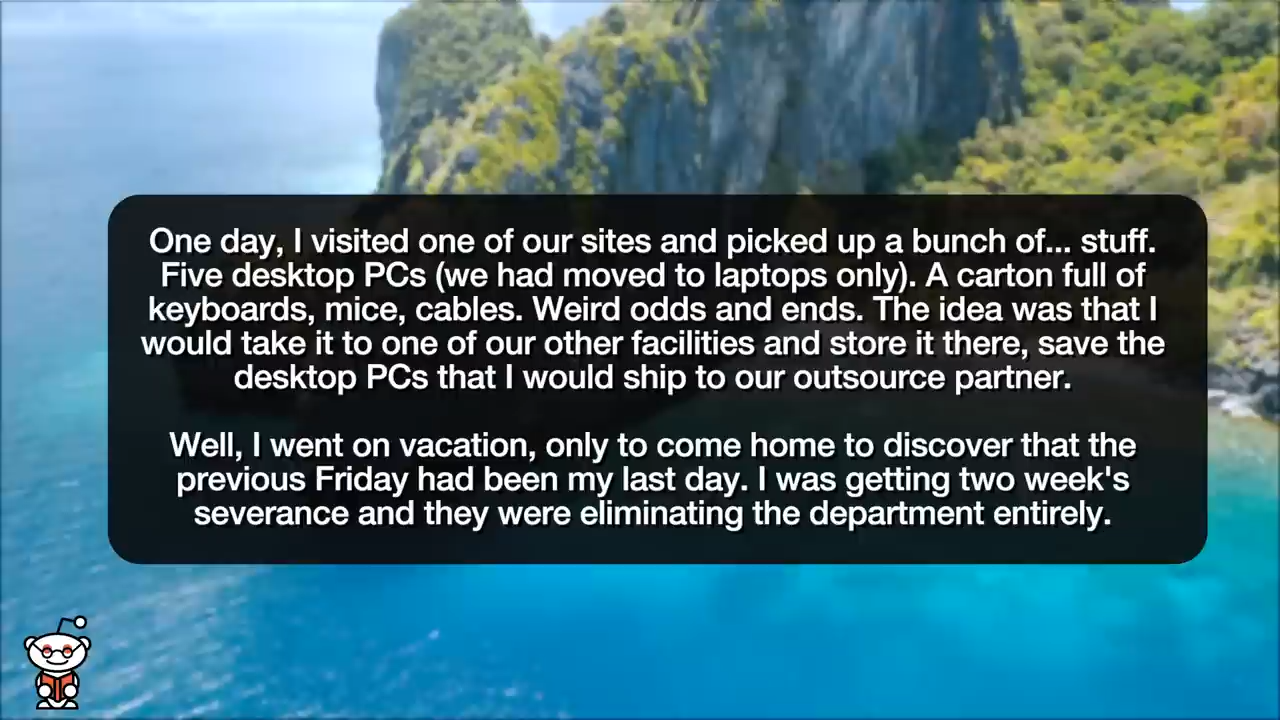 One day, I visited one of our sites and picked up a bunch of... stuff.
Five desktop PCs (we had moved to laptops only). A carton full of
keyboards, mice, cables. Weird odds and ends. The idea was that I
would take it to one of our other facilities and store it there, save the
desktop PCs that I would ship to our outsource partner.
Well, I went on vacation, only to come home to discover that the
previous Friday had been my last day. I was getting two week's
severance and they were eliminating the department entirely.